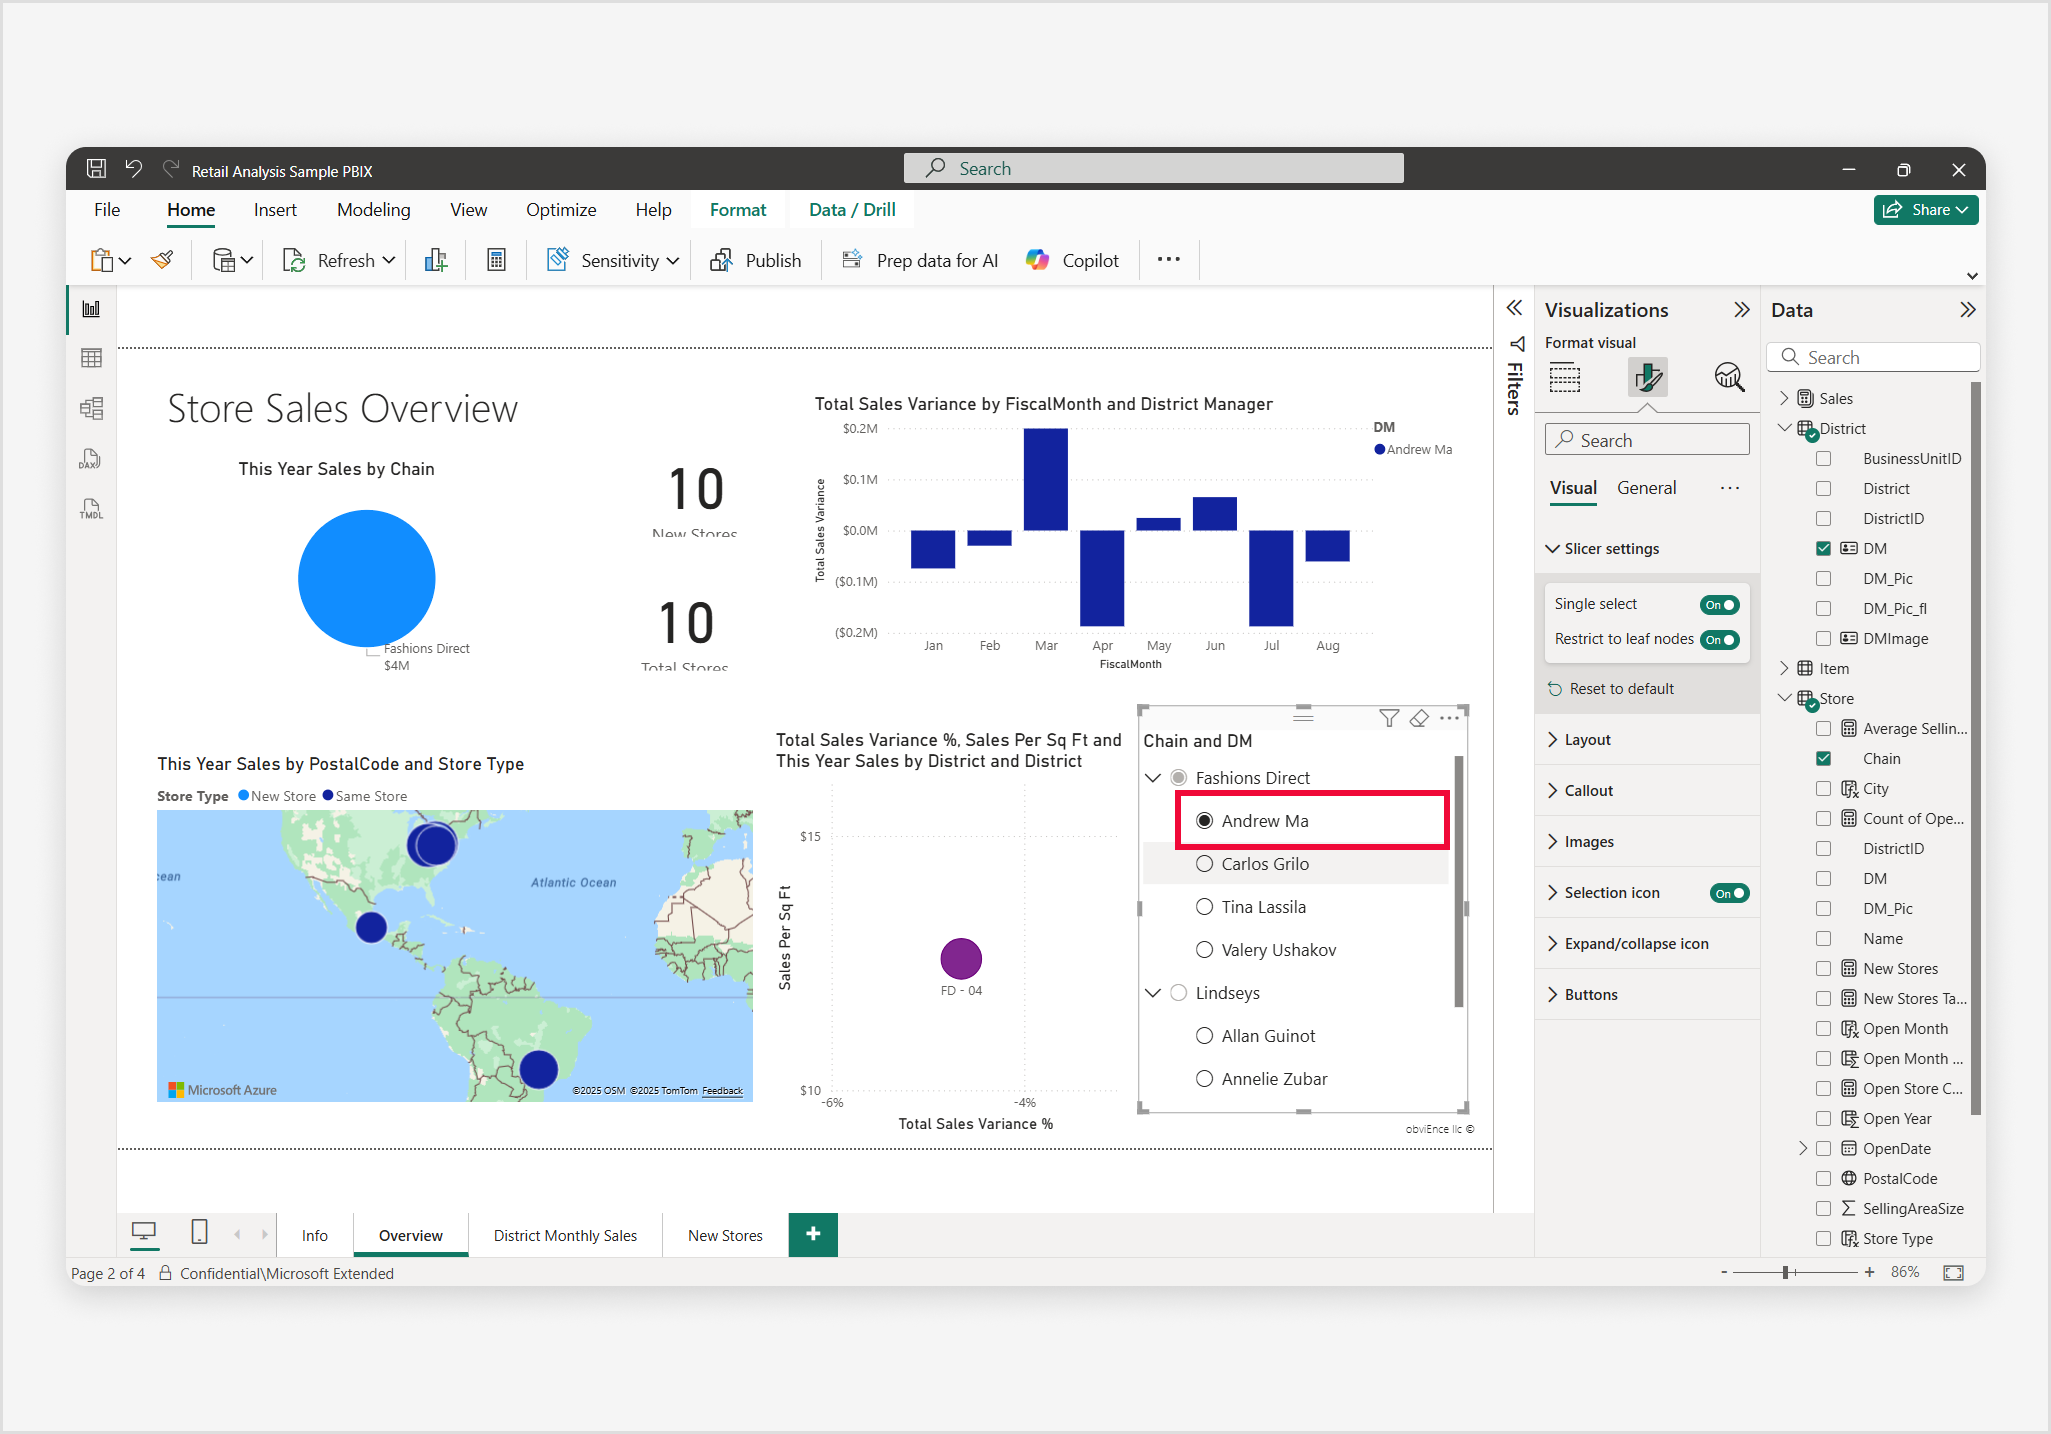 Retail Analysis Sample PBIX
Search
File
Home
Insert
Modeling
View
Optimize
Help
Format
Data / Drill
Share
Refresh
Sensitivity
Publish
Prep data for AI
Copilot
DAX
TMDL
Store Sales Overview
This Year Sales by Chain
Fashions Direct
$4M
10
New Stores
10
Total Stores
Total Sales Variance by FiscalMonth and District Manager
Total Sales Variance
$0.2M
$0.1M
$0.0M
($0.1M)
($0.2M)
Jan
Feb
Mar
Apr
May
Jun
Jul
Aug
FiscalMonth
DM
Andrew Ma
This Year Sales by PostalCode and Store Type
Store Type
New Store
Same Store
cean
Atlantic Ocean
Microsoft Azure
©2025 OSM ©2025 TomTom Feedback
Total Sales Variance %, Sales Per Sq Ft and
This Year Sales by District and District
Sales Per Sq Ft
$15
$10
FD - 04
-6%
-4%
Total Sales Variance %
Chain and DM
Fashions Direct
Andrew Ma
Carlos Grilo
Tina Lassila
Valery Ushakov
Lindseys
Allan Guinot
Annelie Zubar
obviEnce llc ©
Filters
Visualizations
Format visual
Search
Visual
General
Slicer settings
Single select
On
Restrict to leaf nodes
On
Reset to default
Layout
Callout
Images
Selection icon
On
Expand/collapse icon
Buttons
Data
Search
Sales
District
BusinessUnitID
District
DistrictID
DM
DM_Pic
DM_Pic_fl
DMImage
Item
Store
Average Sellin...
Chain
City
Count of Ope...
DistrictID
DM
DM_Pic
Name
New Stores
New Stores Ta...
Open Month
Open Month ...
Open Store C...
Open Year
OpenDate
PostalCode
SellingAreaSize
Store Type
Info
Overview
District Monthly Sales
New Stores
+
Page 2 of 4
Confidential\Microsoft Extended
- + 86%